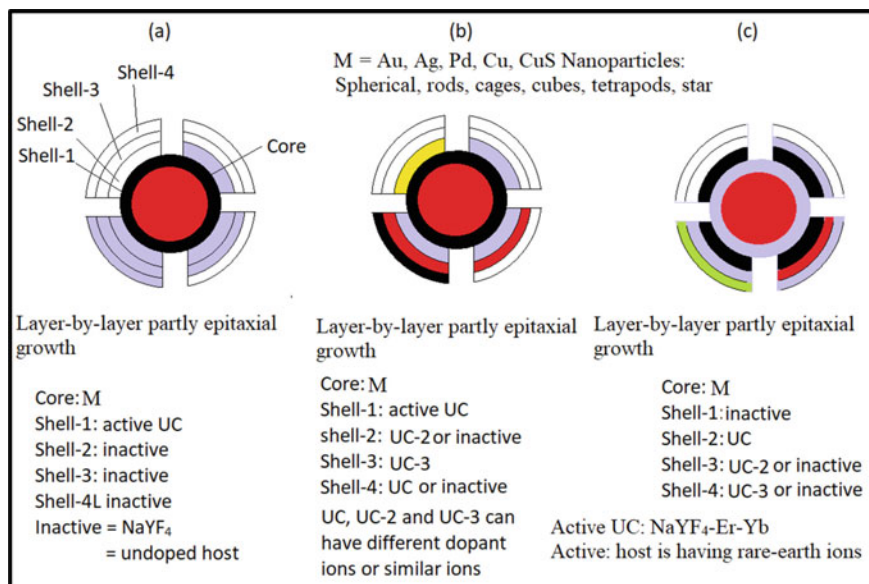 (a)
(b)
(c)
M = Au, Ag, Pd, Cu, CuS Nanoparticles:
Spherical, rods, cages, cubes, tetrapods, star
Shell-4
Shell-3
Shell-2
Shell-1
Core
Layer-by-layer partly epitaxial
growth
Core: M
Shell-1: active UC
Shell-2: inactive
Shell-3: inactive
Shell-4L inactive
Inactive = NaYF₄
= undoped host
Layer-by-layer partly epitaxial
growth
Core: M
Shell-1: active UC
shell-2: UC-2 or inactive
Shell-3: UC-3
Shell-4: UC or inactive
UC, UC-2 and UC-3 can
have different dopant
ions or similar ions
Layer-by-layer partly epitaxial
growth
Core: M
Shell-1: inactive
Shell-2: UC
Shell-3: UC-2 or inactive
Shell-4: UC-3 or inactive
Active UC: NaYF₄-Er-Yb
Active: host is having rare-earth ions